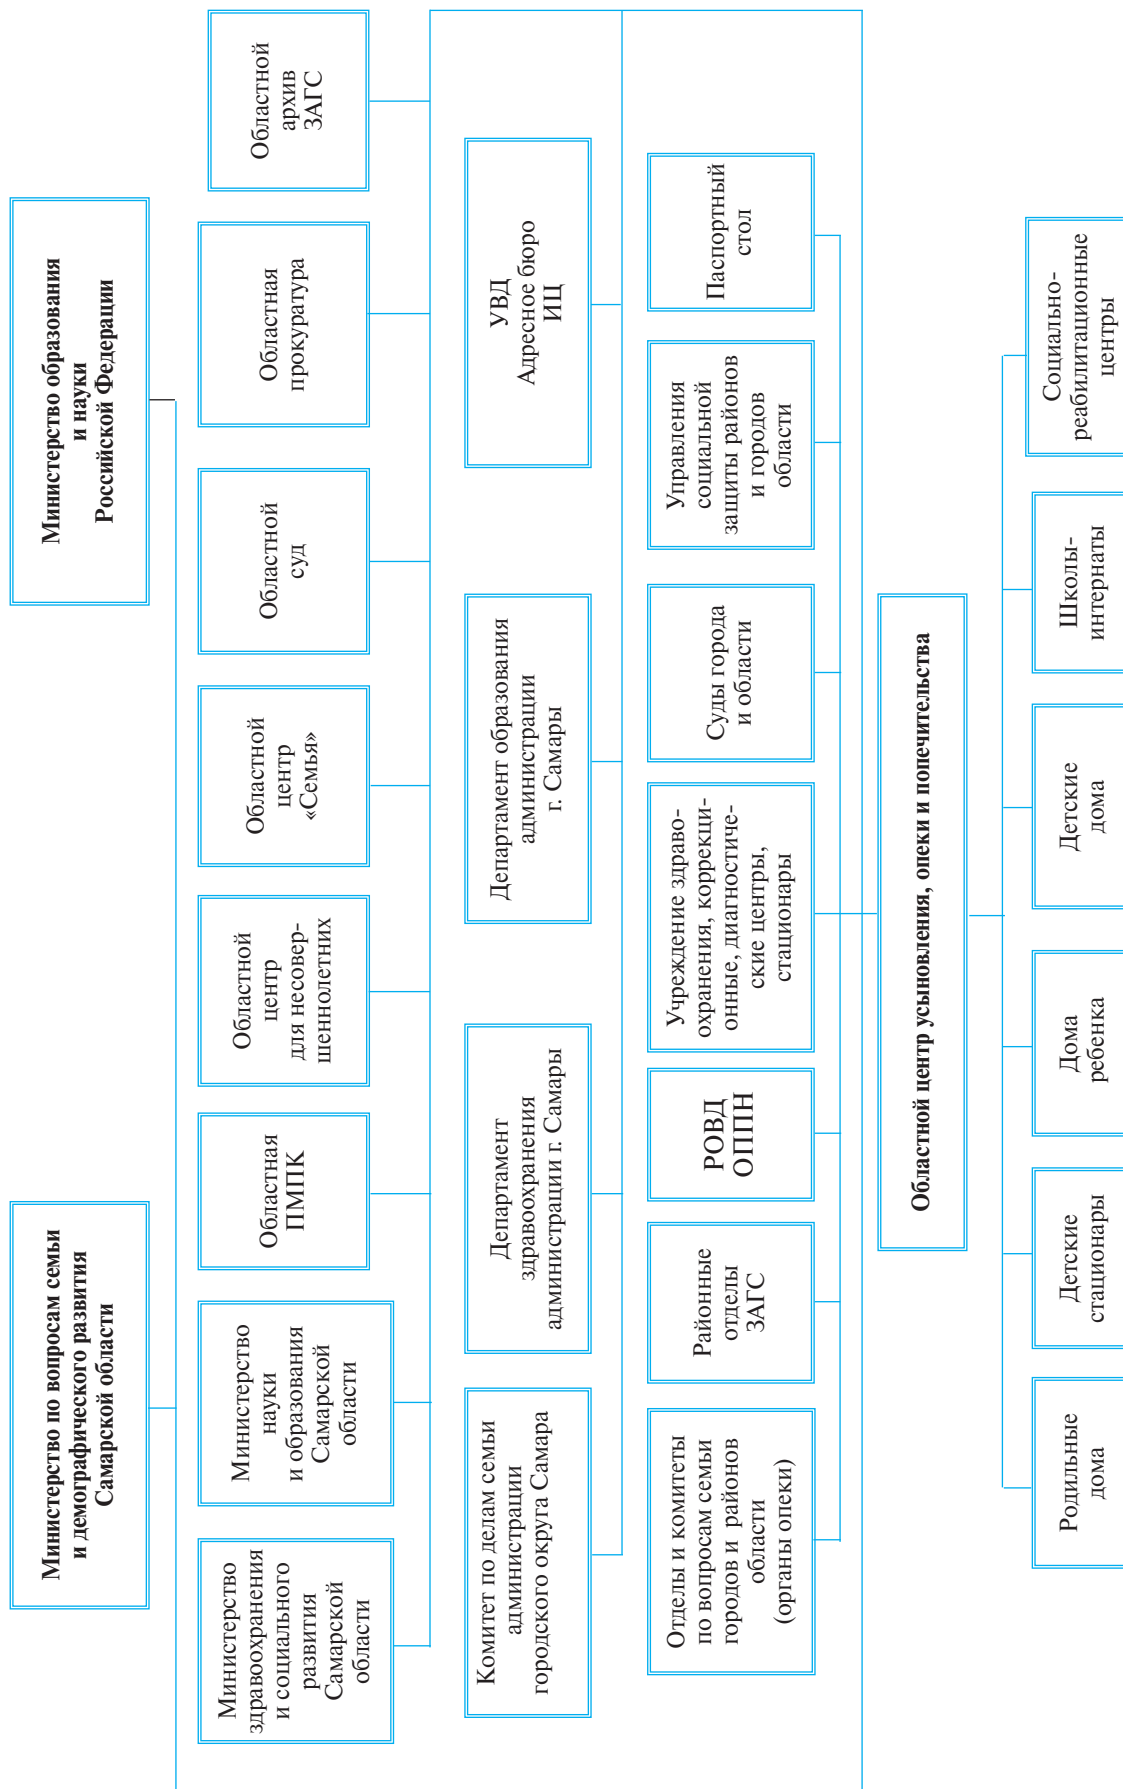 Министерство по вопросам семьи
и демографического развития
Самарской области
Министерство образования
и науки
Российской Федерации
Министерство
здравоохранения
и социального
развития
Самарской
области
Министерство
науки
и образования
Самарской
области
Областная
ПМПК
Областной
центр
для несовер-
шеннолетних
Областной
центр
«Семья»
Областной
суд
Областная
прокуратура
Областной
архив
ЗАГС
Комитет по делам семьи
администрации
городского округа Самара
Департамент
здравоохранения
администрации г. Самары
Департамент образования
администрации
г. Самары
УВД
Адресное бюро
ИЦ
Отделы и комитеты
по вопросам семьи
городов и районов
области
(органы опеки)
Районные
отделы
ЗАГС
РОВД
ОППН
Учреждение здраво-
охранения, коррекци-
онные, диагностиче-
ские центры,
стационары
Суды города
и области
Управления
социальной
защиты районов
и городов
области
Паспортный
стол
Областной центр усыновления, опеки и попечительства
Родильные
дома
Детские
стационары
Дома
ребенка
Детские
дома
Школы-
интернаты
Социально-
реабилитационные
центры